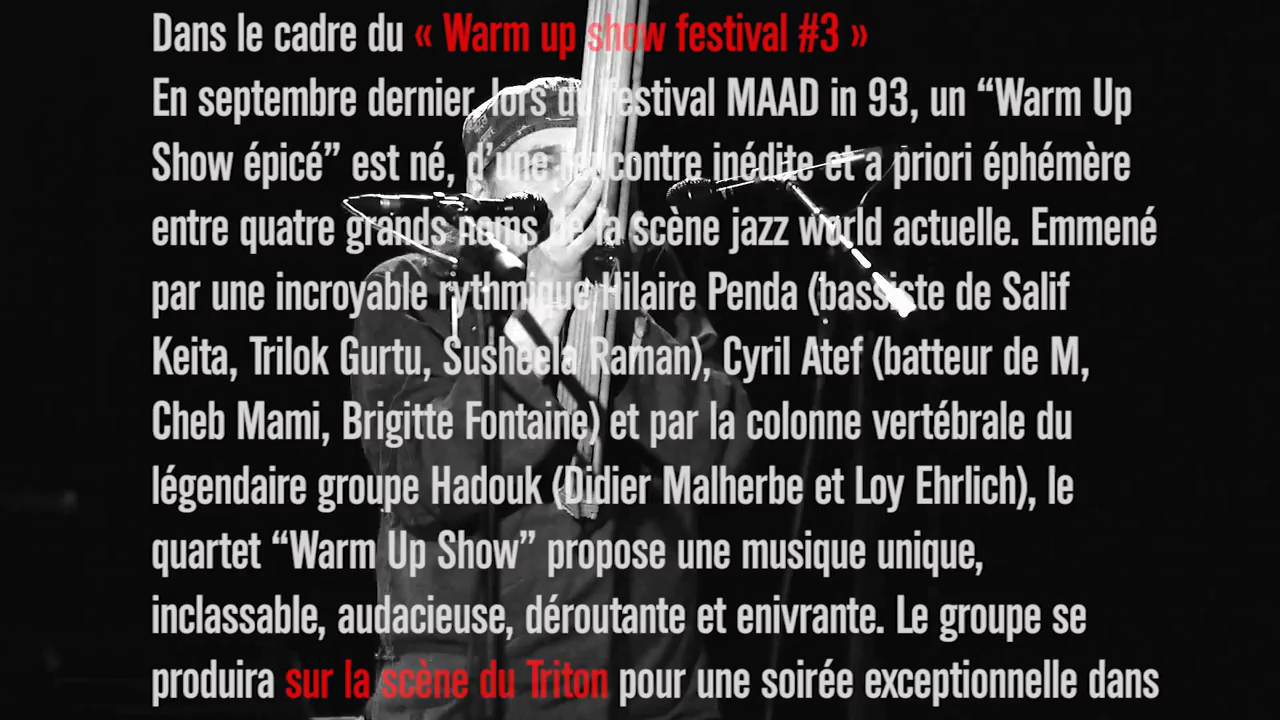 Dans le cadre du « Warm up show festival #3 »
En septembre dernier, lors du festival MAAD in 93, un “Warm Up
Show épicé” est né, d’une rencontre inédite et a priori éphémère
entre quatre grands noms de la scène jazz world actuelle. Emmené
par une incroyable rythmique Hilaire Penda (bassiste de Salif
Keita, Trilok Gurtu, Susheela Raman), Cyril Atef (batteur de M,
Cheb Mami, Brigitte Fontaine) et par la colonne vertébrale du
légendaire groupe Hadouk (Didier Malherbe et Loy Ehrlich), le
quartet “Warm Up Show” propose une musique unique,
inclassable, audacieuse, déroutante et enivrante. Le groupe se
produira sur la scène du Triton pour une soirée exceptionnelle dans